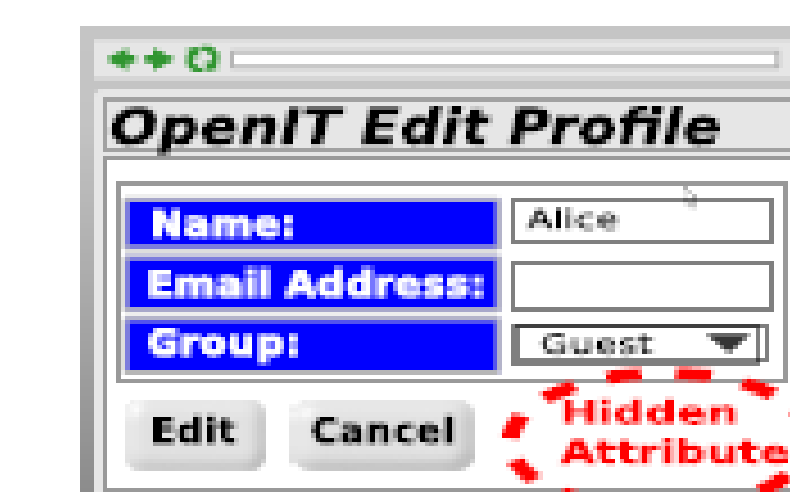 OpenIT Edit Profile
Name: Alice
Email Address:
Group: Guest
Edit Cancel
Hidden
Attribute